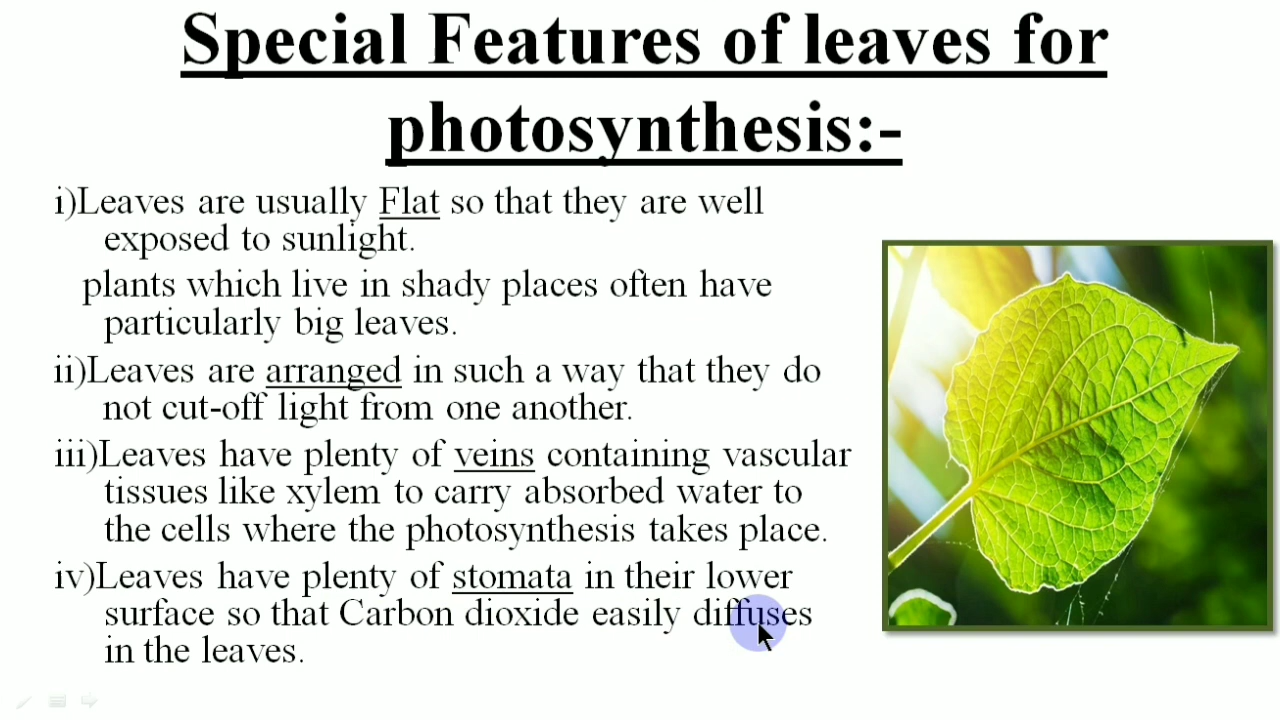 Special Features of leaves for
photosynthesis:-
i)Leaves are usually Flat so that they are well
exposed to sunlight.
plants which live in shady places often have
particularly big leaves.
ii)Leaves are arranged in such a way that they do
not cut-off light from one another.
iii)Leaves have plenty of veins containing vascular
tissues like xylem to carry absorbed water to
the cells where the photosynthesis takes place.
iv)Leaves have plenty of stomata in their lower
surface so that Carbon dioxide easily diffuses
in the leaves.